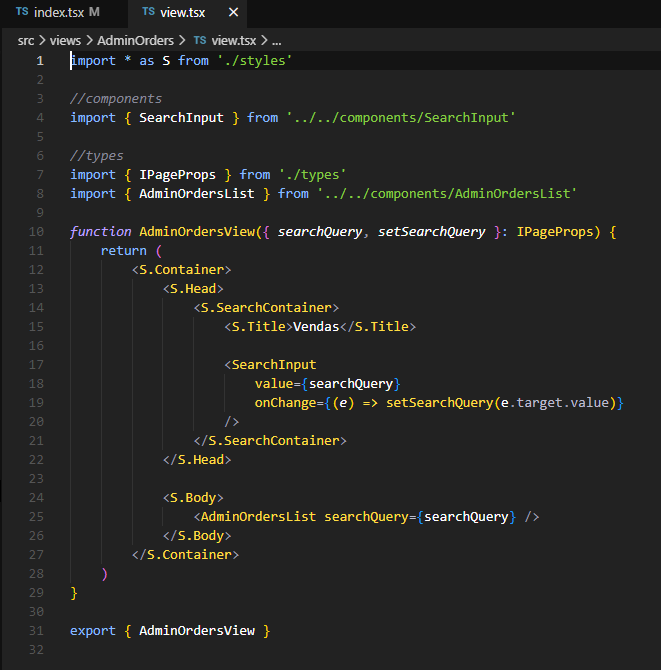 TS index.tsx M
TS view.tsx ×
src > views > AdminOrders > TS view.tsx > ...
1 import * as S from './styles'
2
3 //components
4 import { SearchInput } from '../../components/SearchInput'
5
6 //types
7 import { IPageProps } from './types'
8 import { AdminOrdersList } from '../../components/AdminOrdersList'
9
10 function AdminOrdersView({ searchQuery, setSearchQuery }: IPageProps) {
11     return (
12         <S.Container>
13             <S.Head>
14                 <S.SearchContainer>
15                     <S.Title>Vendas</S.Title>
16
17                     <SearchInput
18                         value={searchQuery}
19                         onChange={(e) => setSearchQuery(e.target.value)}
20                     />
21                 </S.SearchContainer>
22             </S.Head>
23
24             <S.Body>
25                 <AdminOrdersList searchQuery={searchQuery} />
26             </S.Body>
27         </S.Container>
28     )
29 }
30
31 export { AdminOrdersView }
32